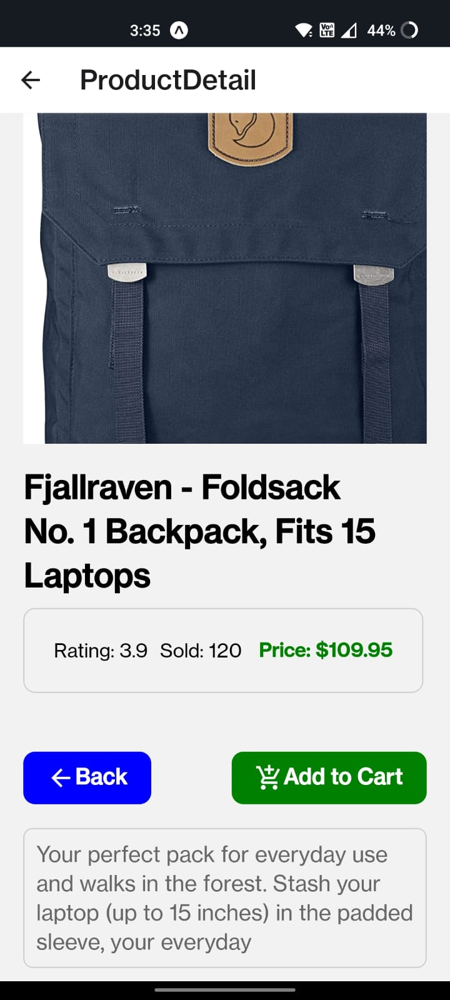 3:35
Vo))
LTE
44%
ProductDetail
Fjallraven - Foldsack
No. 1 Backpack, Fits 15
Laptops
Rating: 3.9 Sold: 120 Price: $109.95
Back
Add to Cart
Your perfect pack for everyday use
and walks in the forest. Stash your
laptop (up to 15 inches) in the padded
sleeve, your everyday